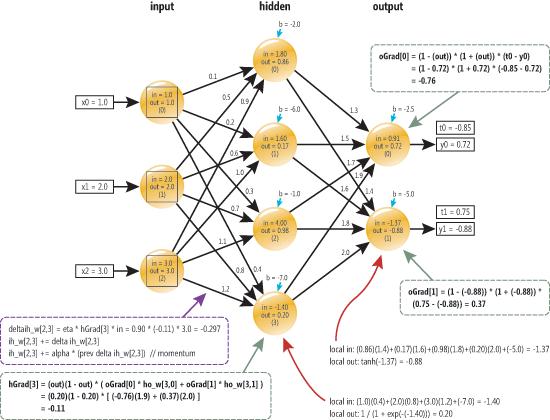 input hidden output
b = -2.0
in = 1.80
out = 0.86
(0)
oGrad[0] = (1 - (out)) * (1 + (out)) * (t0 - y0)
= (1 - 0.72) * (1 + 0.72) * (-0.85 - 0.72)
= -0.76
0.1
0.5
0.9
1.3
x0 = 1.0
in = 1.0
out = 1.0
(0)
b = -6.0
b = -2.5
t0 = -0.85
y0 = 0.72
0.2
0.6
1.0
in = 1.60
out = 0.17
(1)
1.5
in = 0.91
out = 0.72
(0)
1.7
1.9
1.6
1.4
x1 = 2.0
in = 2.0
out = 2.0
(1)
0.3
0.7
b = -1.0
b = -5.0
t1 = 0.75
y1 = -0.88
1.1
in = 4.00
out = 0.98
(2)
1.8
in = -1.37
out = -0.88
(1)
2.0
x2 = 3.0
in = 3.0
out = 3.0
(2)
0.8
0.4
1.2
b = -7.0
in = -1.40
out = 0.20
(3)
oGrad[1] = (1 - (-0.88)) * (1 + (-0.88)) *
(0.75 - (-0.88)) = 0.37
deltaih_w[2,3] = eta * hGrad[3] * in = 0.90 * (-0.11) * 3.0 = -0.297
ih_w[2,3] += delta ih_w[2,3]
ih_w[2,3] += alpha * (prev delta ih_w[2,3]) // momentum
local in: (0.86)(1.4)+(0.17)(1.6)+(0.98)(1.8)+(0.20)(2.0)+(-5.0) = -1.37
local out: tanh(-1.37) = -0.88
hGrad[3] = (out)(1 - out) * ( oGrad[0] * ho_w[3,0] + oGrad[1] * ho_w[3,1] )
= (0.20)(1 - 0.20) * [ (-0.76)(1.9) + (0.37)(2.0) ]
= -0.11
local in: (1.0)(0.4)+(2.0)(0.8)+(3.0)(1.2)+(-7.0) = -1.40
local out: 1 / (1 + exp(-(-1.40))) = 0.20